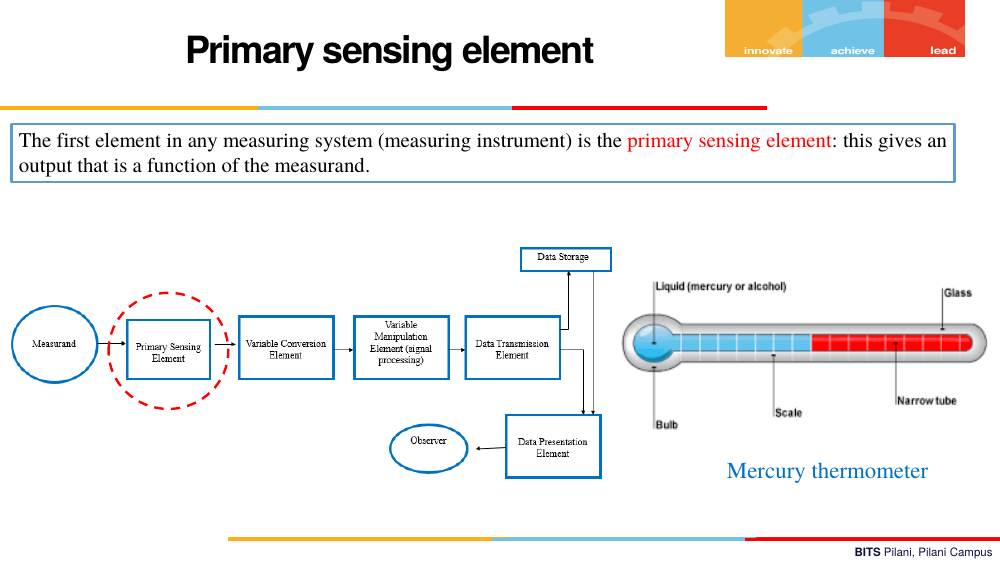 Primary sensing element
innovate achieve lead
The first element in any measuring system (measuring instrument) is the primary sensing element: this gives an
output that is a function of the measurand.
Data Storage
Measurand
Primary Sensing
Element
Variable Conversion
Element
Variable
Manipulation
Element (signal
processing)
Data Transmission
Element
Observer
Data Presentation
Element
Liquid (mercury or alcohol)
Glass
Scale
Narrow tube
Bulb
Mercury thermometer
BITS Pilani, Pilani Campus